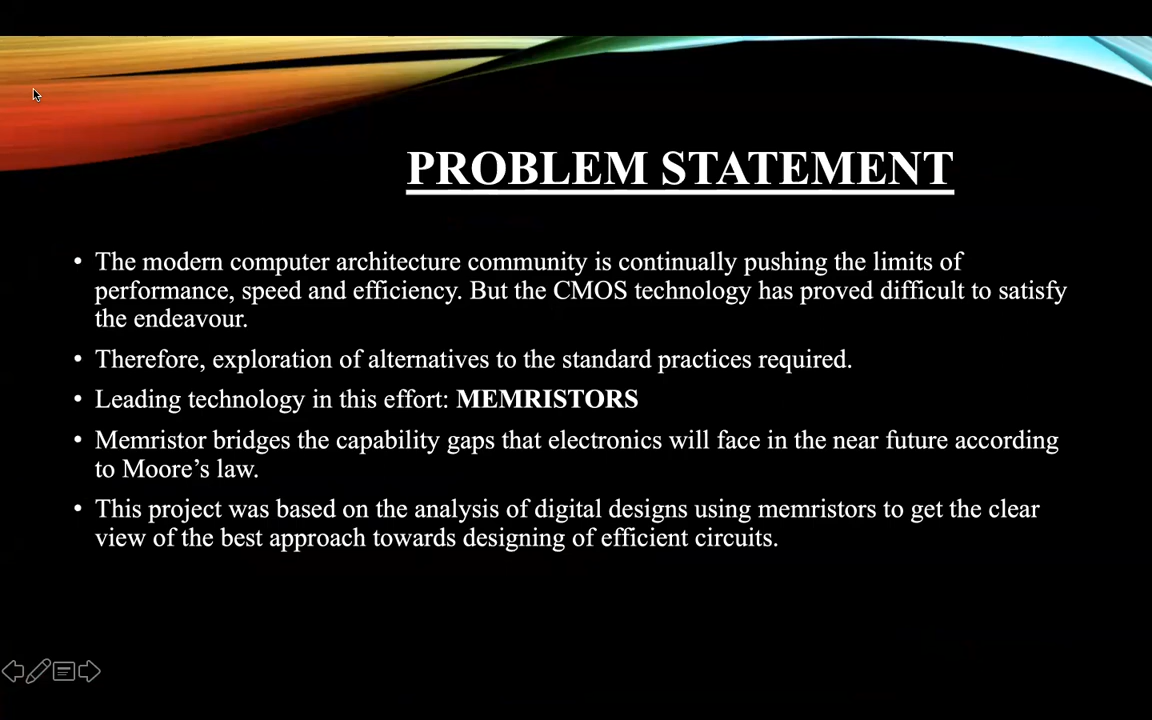 PROBLEM STATEMENT
• The modern computer architecture community is continually pushing the limits of
performance, speed and efficiency. But the CMOS technology has proved difficult to satisfy
the endeavour.
• Therefore, exploration of alternatives to the standard practices required.
• Leading technology in this effort: MEMRISTORS
• Memristor bridges the capability gaps that electronics will face in the near future according
to Moore’s law.
• This project was based on the analysis of digital designs using memristors to get the clear
view of the best approach towards designing of efficient circuits.